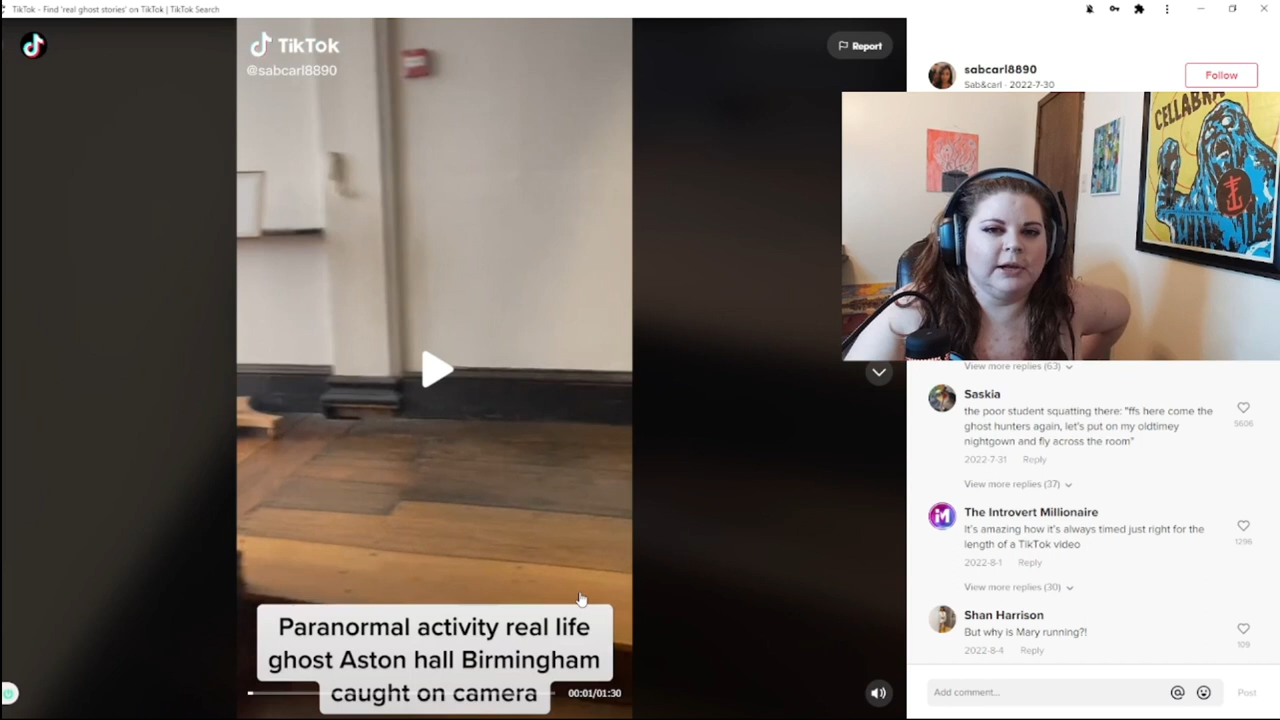 TikTok - Find 'real ghost stories' on TikTok | TikTok Search
TikTok
@sabcarl8890
Report
sabcarl8890
Sab&carl · 2022-7-30
Follow
CELLABRA
View more replies (63)
Saskia
the poor student squatting there: "ffs here come the
ghost hunters again, let's put on my oldtimey
nightgown and fly across the room"
5606
2022-7-31 Reply
View more replies (37)
The Introvert Millionaire
It's amazing how it's always timed just right for the
length of a TikTok video
1296
2022-8-1 Reply
View more replies (30)
Shan Harrison
But why is Mary running?!
109
2022-8-4 Reply
Paranormal activity real life
ghost Aston hall Birmingham
caught on camera
00:01/01:30
Add comment...
Post